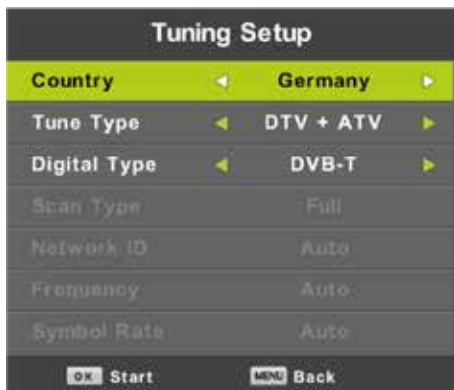 Tuning Setup
Country Germany
Tune Type DTV + ATV
Digital Type DVB-T
Scan Type Full
Network ID Auto
Frequency Auto
Symbol Rate Auto
OK Start MENU Back